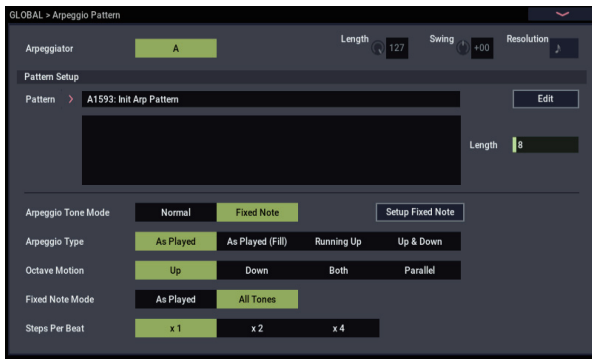 GLOBAL > Arpeggio Pattern
Arpeggiator A Length 127 Swing +00 Resolution ♪
Pattern Setup
Pattern > A1593: Init Arp Pattern Edit
Length 8
Arpeggio Tone Mode Normal Fixed Note Setup Fixed Note
Arpeggio Type As Played As Played (Fill) Running Up Up & Down
Octave Motion Up Down Both Parallel
Fixed Note Mode As Played All Tones
Steps Per Beat x 1 x 2 x 4